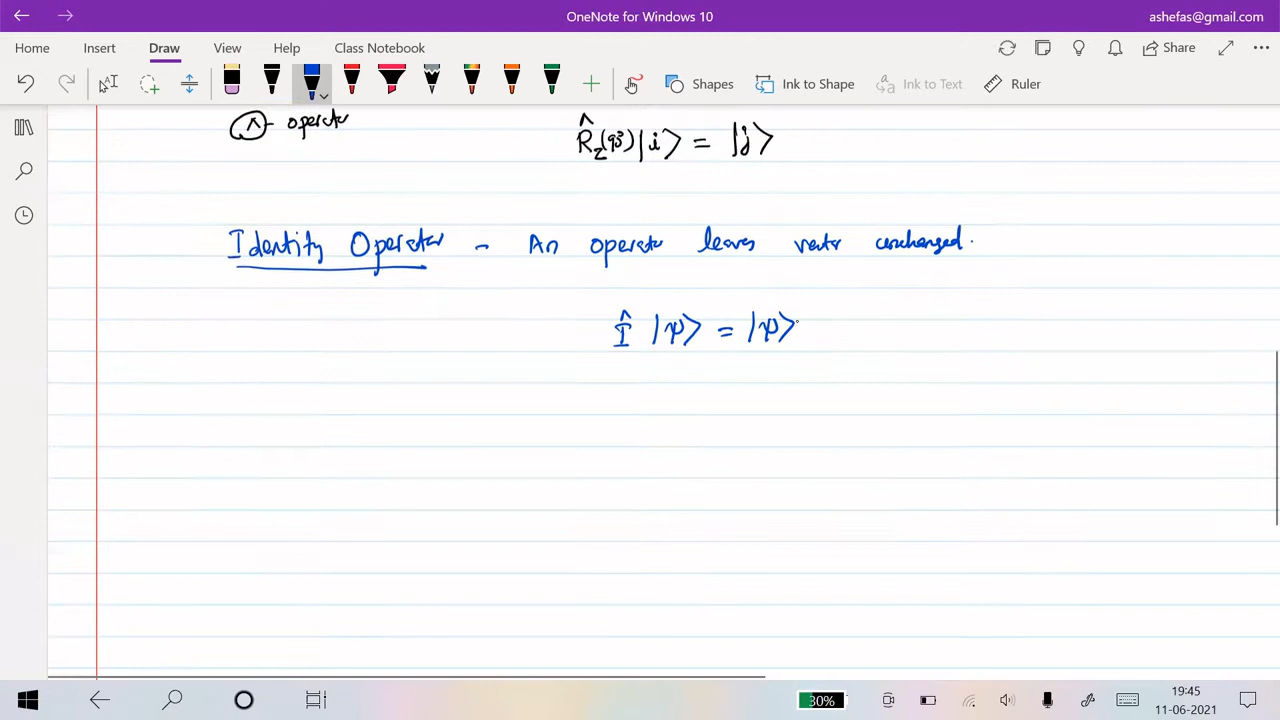 OneNote for Windows 10
ashefas@gmail.com
Home Insert Draw View Help Class Notebook Share
Shapes Ink to Shape Ink to Text Ruler
^ - operator
R̂z(90)|i⟩ = |j⟩
Identity Operator - An operator leaves vector unchanged.
Î |ψ⟩ = |ψ⟩
30%
19:45
11-06-2021